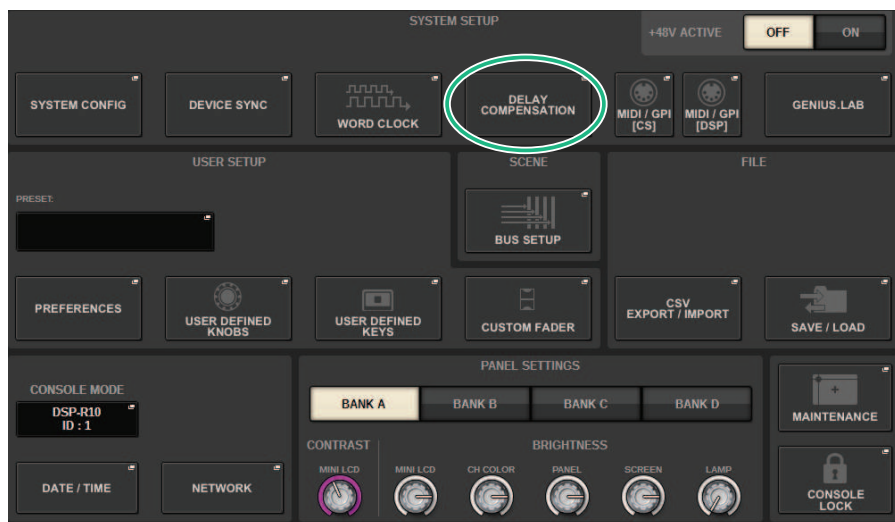 SYSTEM SETUP
+48V ACTIVE
OFF
ON
SYSTEM CONFIG
DEVICE SYNC
WORD CLOCK
DELAY
COMPENSATION
MIDI / GPI
[CS]
MIDI / GPI
[DSP]
GENIUS.LAB
USER SETUP
SCENE
FILE
PRESET:
BUS SETUP
PREFERENCES
USER DEFINED
KNOBS
USER DEFINED
KEYS
CUSTOM FADER
CSV
EXPORT / IMPORT
SAVE / LOAD
CONSOLE MODE
DSP-R10
ID : 1
DATE / TIME
NETWORK
PANEL SETTINGS
BANK A
BANK B
BANK C
BANK D
CONTRAST
BRIGHTNESS
MINI LCD
MINI LCD
CH COLOR
PANEL
SCREEN
LAMP
MAINTENANCE
CONSOLE
LOCK